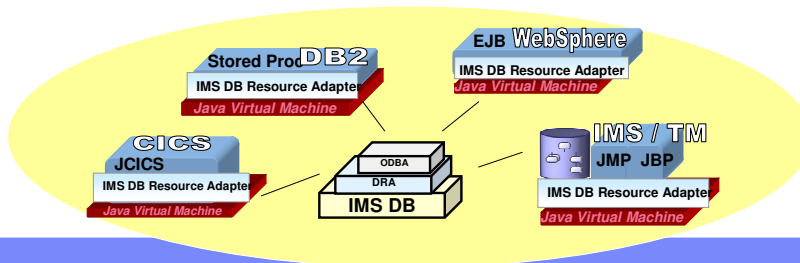 Stored Proc DB2
IMS DB Resource Adapter
Java Virtual Machine
EJB WebSphere
IMS DB Resource Adapter
Java Virtual Machine
CICS
JCICS
IMS DB Resource Adapter
Java Virtual Machine
ODBA
DRA
IMS DB
IMS / TM
JMP JBP
IMS DB Resource Adapter
Java Virtual Machine